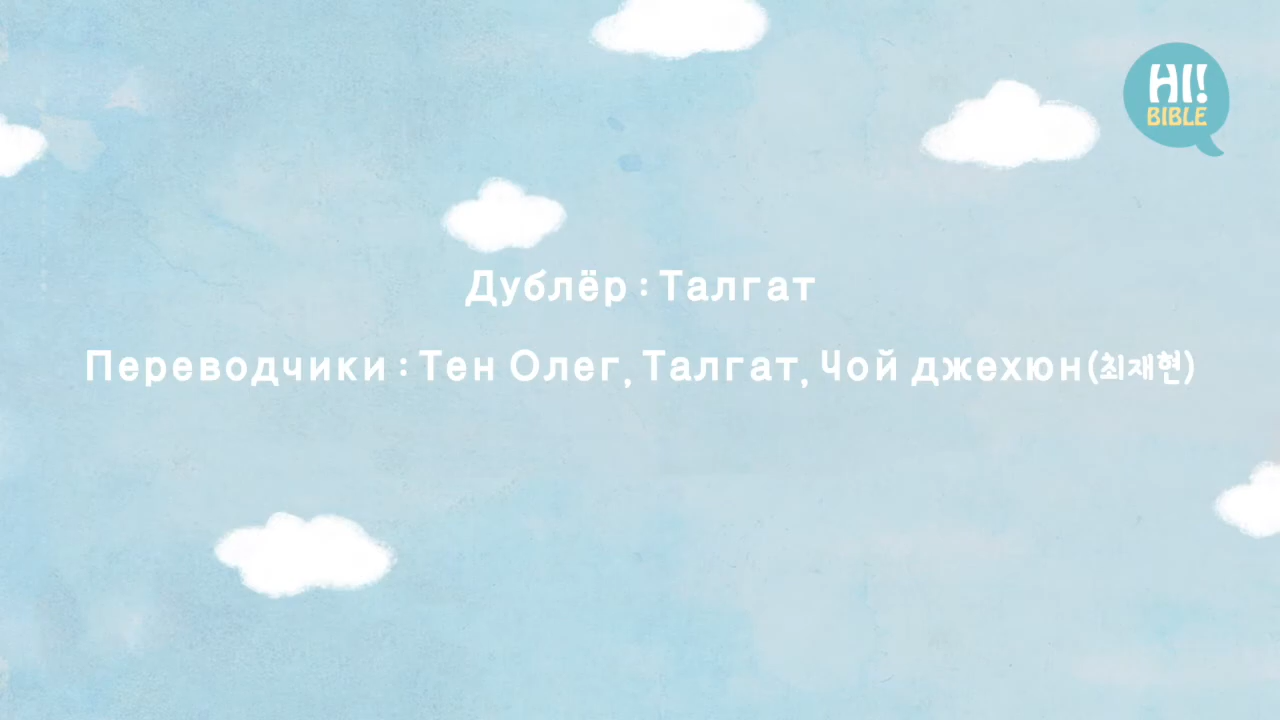 HI!
BIBLE
Дублёр : Талгат
Переводчики : Тен Олег, Талгат, Чой джехюн(최재현)